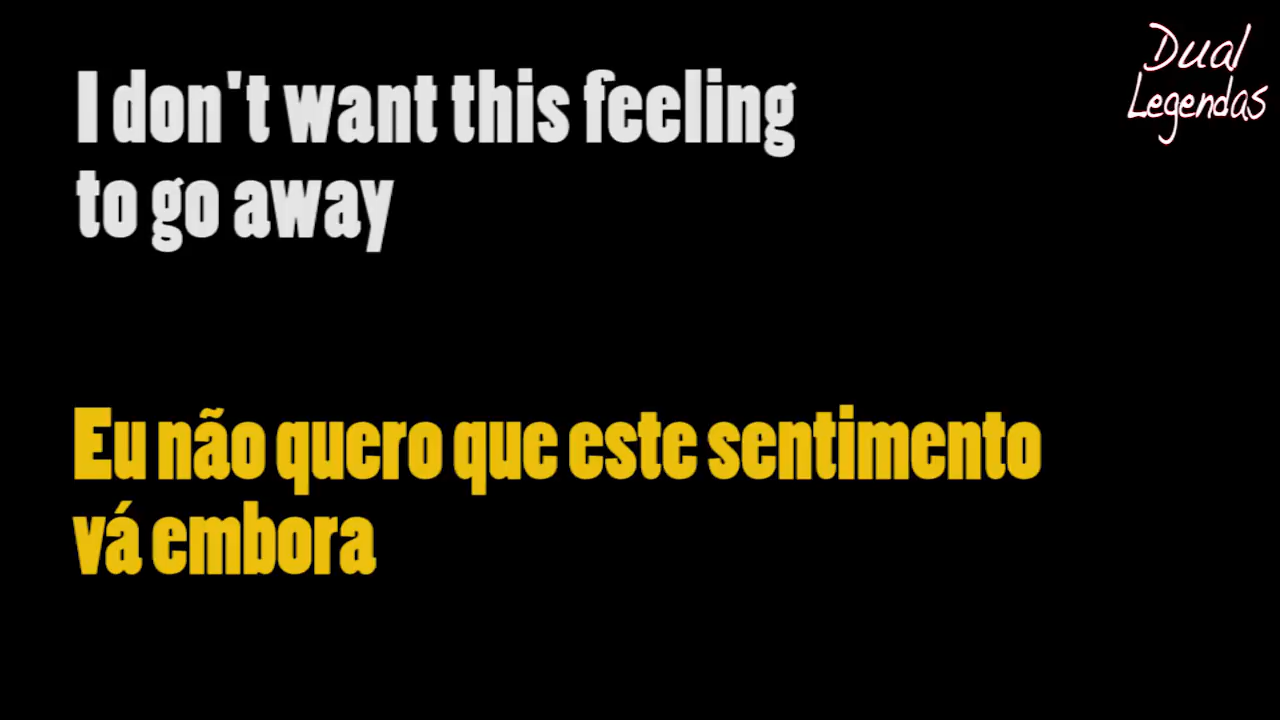 Dual
Legendas
I don't want this feeling
to go away
Eu não quero que este sentimento
vá embora